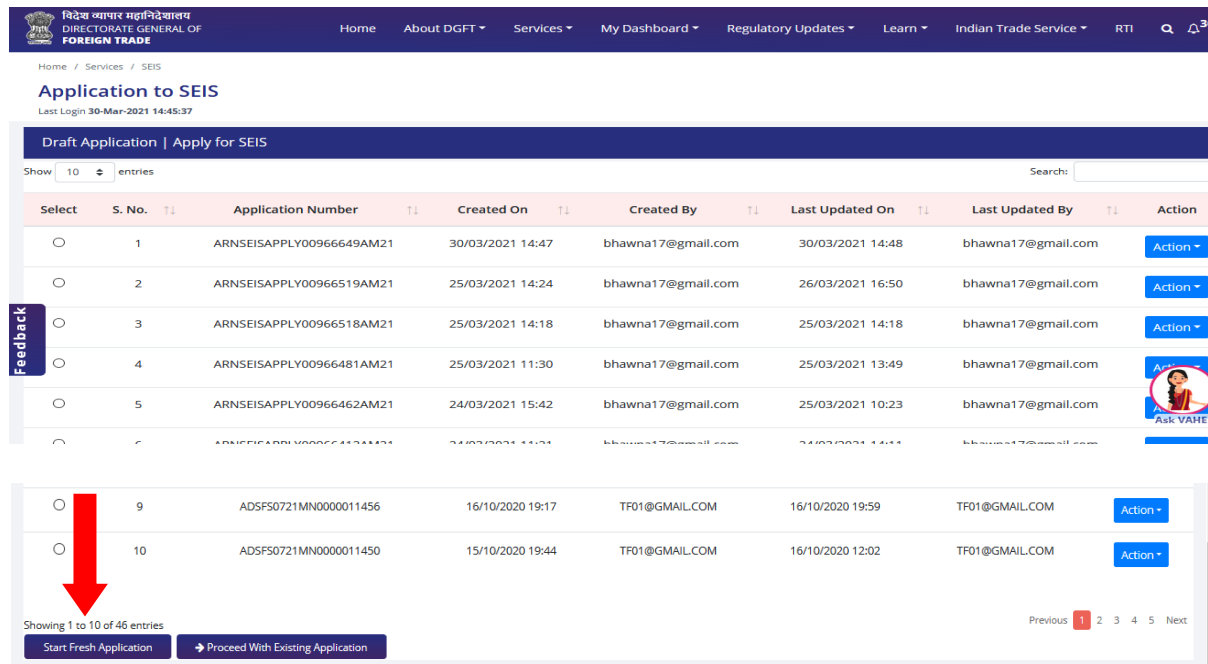 विदेश व्यापार महानिदेशालय
DIRECTORATE GENERAL OF
FOREIGN TRADE
Home About DGFT Services My Dashboard Regulatory Updates Learn Indian Trade Service RTI
Home / Services / SEIS
Application to SEIS
Last Login 30-Mar-2021 14:45:37
Draft Application | Apply for SEIS
Show 10 entries Search:
Select S. No. Application Number Created On Created By Last Updated On Last Updated By Action
1 ARNSEISAPPLY00966649AM21 30/03/2021 14:47 bhawna17@gmail.com 30/03/2021 14:48 bhawna17@gmail.com Action
2 ARNSEISAPPLY00966519AM21 25/03/2021 14:24 bhawna17@gmail.com 26/03/2021 16:50 bhawna17@gmail.com Action
3 ARNSEISAPPLY00966518AM21 25/03/2021 14:18 bhawna17@gmail.com 25/03/2021 14:18 bhawna17@gmail.com Action
Feedback
4 ARNSEISAPPLY00966481AM21 25/03/2021 11:30 bhawna17@gmail.com 25/03/2021 13:49 bhawna17@gmail.com
5 ARNSEISAPPLY00966462AM21 24/03/2021 15:42 bhawna17@gmail.com 25/03/2021 10:23 bhawna17@gmail.com
Ask VAHE
9 ADSFS0721MN0000011456 16/10/2020 19:17 TF01@GMAIL.COM 16/10/2020 19:59 TF01@GMAIL.COM Action
10 ADSFS0721MN0000011450 15/10/2020 19:44 TF01@GMAIL.COM 16/10/2020 12:02 TF01@GMAIL.COM Action
Showing 1 to 10 of 46 entries Previous 1 2 3 4 5 Next
Start Fresh Application Proceed With Existing Application